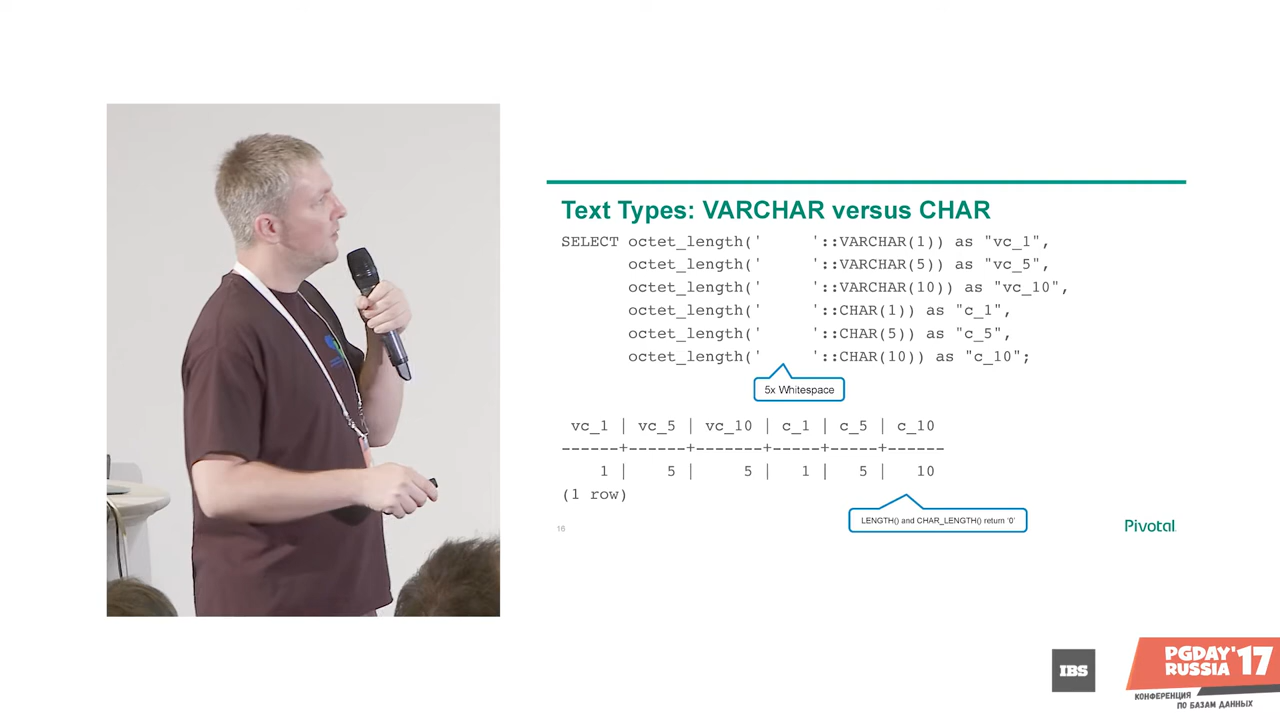 Text Types: VARCHAR versus CHAR
SELECT octet_length('     '::VARCHAR(1)) as "vc_1",
octet_length('     '::VARCHAR(5)) as "vc_5",
octet_length('     '::VARCHAR(10)) as "vc_10",
octet_length('     '::CHAR(1)) as "c_1",
octet_length('     '::CHAR(5)) as "c_5",
octet_length('     '::CHAR(10)) as "c_10";
5x Whitespace
vc_1 | vc_5 | vc_10 | c_1 | c_5 | c_10
------+------+-------+-----+-----+------
1 | 5 | 5 | 1 | 5 | 10
(1 row)
LENGTH() and CHAR_LENGTH() return '0'
16
Pivotal
IBS
PGDAY'17
RUSSIA
КОНФЕРЕНЦИЯ
ПО БАЗАМ ДАННЫХ